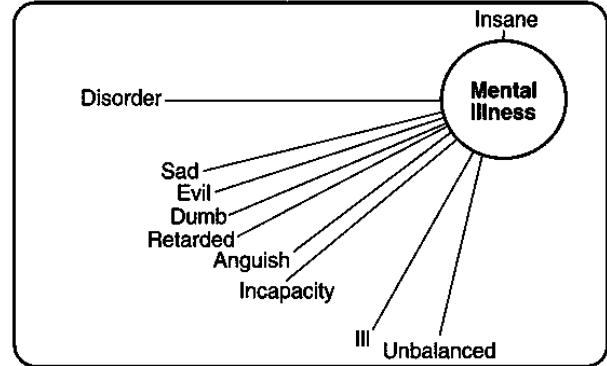 Insane
Mental
Illness
Disorder
Sad
Evil
Dumb
Retarded
Anguish
Incapacity
Ill
Unbalanced